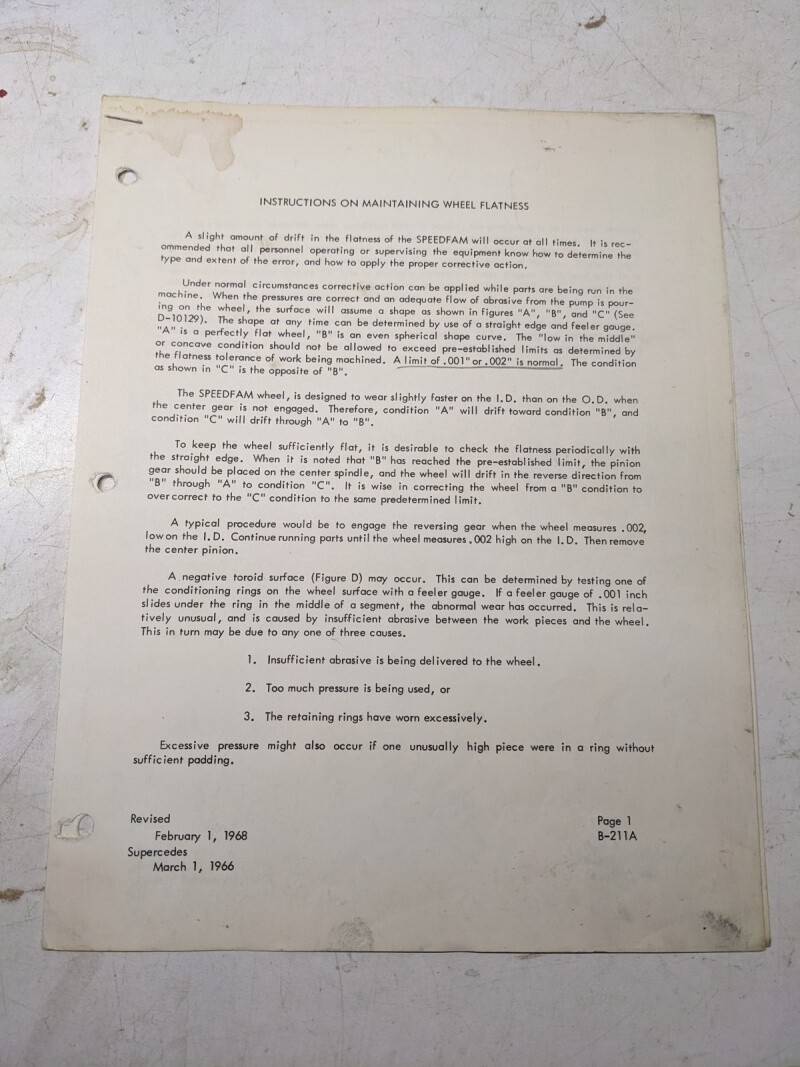 INSTRUCTIONS ON MAINTAINING WHEEL FLATNESS
A slight amount of drift in the flatness of the SPEEDFAM will occur at all times. It is rec-
ommended that all personnel operating or supervising the equipment know how to determine the
type and extent of the error, and how to apply the proper corrective action.
Under normal circumstances corrective action can be applied while parts are being run in the
machine. When the pressures are correct and an adequate flow of abrasive from the pump is pour-
ing on the wheel, the surface will assume a shape as shown in figures "A", "B", and "C" (See
D-10129). The shape at any time can be determined by use of a straight edge and feeler gauge.
"A" is a perfectly flat wheel, "B" is an even spherical shape curve. The "low in the middle"
or concave condition should not be allowed to exceed pre-established limits as determined by
the flatness tolerance of work being machined. A limit of .001" or .002" is normal. The condition
as shown in "C" is the opposite of "B".
The SPEEDFAM wheel, is designed to wear slightly faster on the I.D. than on the O.D. when
the center gear is not engaged. Therefore, condition "A" will drift toward condition "B", and
condition "C" will drift through "A" to "B".
To keep the wheel sufficiently flat, it is desirable to check the flatness periodically with
the straight edge. When it is noted that "B" has reached the pre-established limit, the pinion
gear should be placed on the center spindle, and the wheel will drift in the reverse direction from
"B" through "A" to condition "C". It is wise in correcting the wheel from a "B" condition to
over correct to the "C" condition to the same predetermined limit.
A typical procedure would be to engage the reversing gear when the wheel measures .002,
low on the I.D. Continue running parts until the wheel measures .002 high on the I.D. Then remove
the center pinion.
A negative toroid surface (Figure D) may occur. This can be determined by testing one of
the conditioning rings on the wheel surface with a feeler gauge. If a feeler gauge of .001 inch
slides under the ring in the middle of a segment, the abnormal wear has occurred. This is rela-
tively unusual, and is caused by insufficient abrasive between the work pieces and the wheel.
This in turn may be due to any one of three causes.
1. Insufficient abrasive is being delivered to the wheel.
2. Too much pressure is being used, or
3. The retaining rings have worn excessively.
Excessive pressure might also occur if one unusually high piece were in a ring without
sufficient padding.
Revised
February 1, 1968
Supercedes
March 1, 1966
Page 1
B-211A